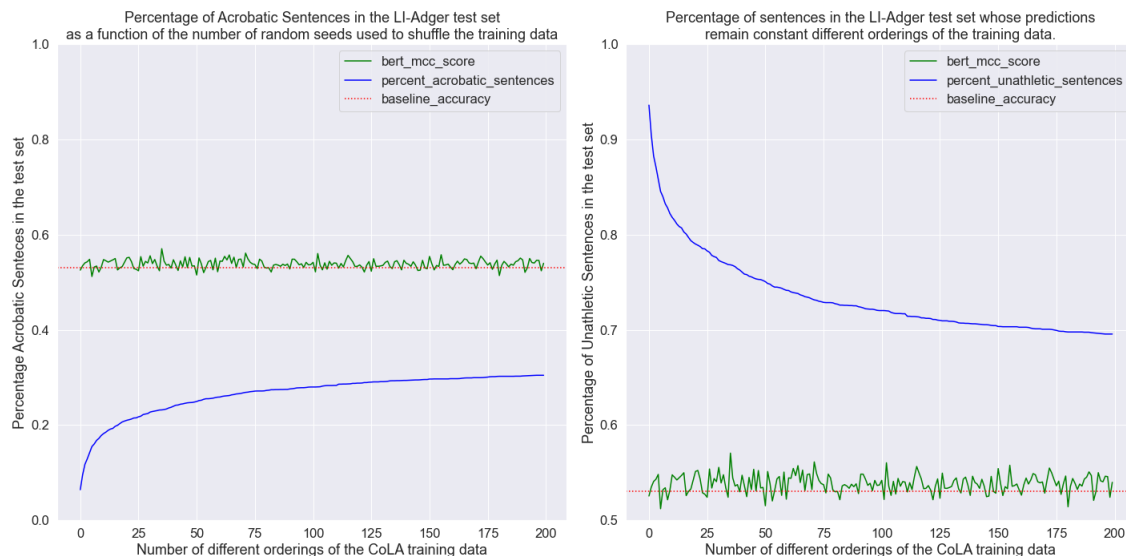 Percentage of Acrobatic Sentences in the LI-Adger test set
as a function of the number of random seeds used to shuffle the training data
1.0
0.8
0.6
0.4
0.2
0.0
Percentage Acrobatic Senteces in the test set
bert_mcc_score
percent_acrobatic_sentences
baseline_accuracy
0 25 50 75 100 125 150 175 200
Number of different orderings of the CoLA training data
Percentage of sentences in the LI-Adger test set whose predictions
remain constant different orderings of the training data.
1.0
0.9
0.8
0.7
0.6
0.5
Percentage of Unathletic Sentences in the test set
bert_mcc_score
percent_unathletic_sentences
baseline_accuracy
0 25 50 75 100 125 150 175 200
Number of different orderings of the CoLA training data